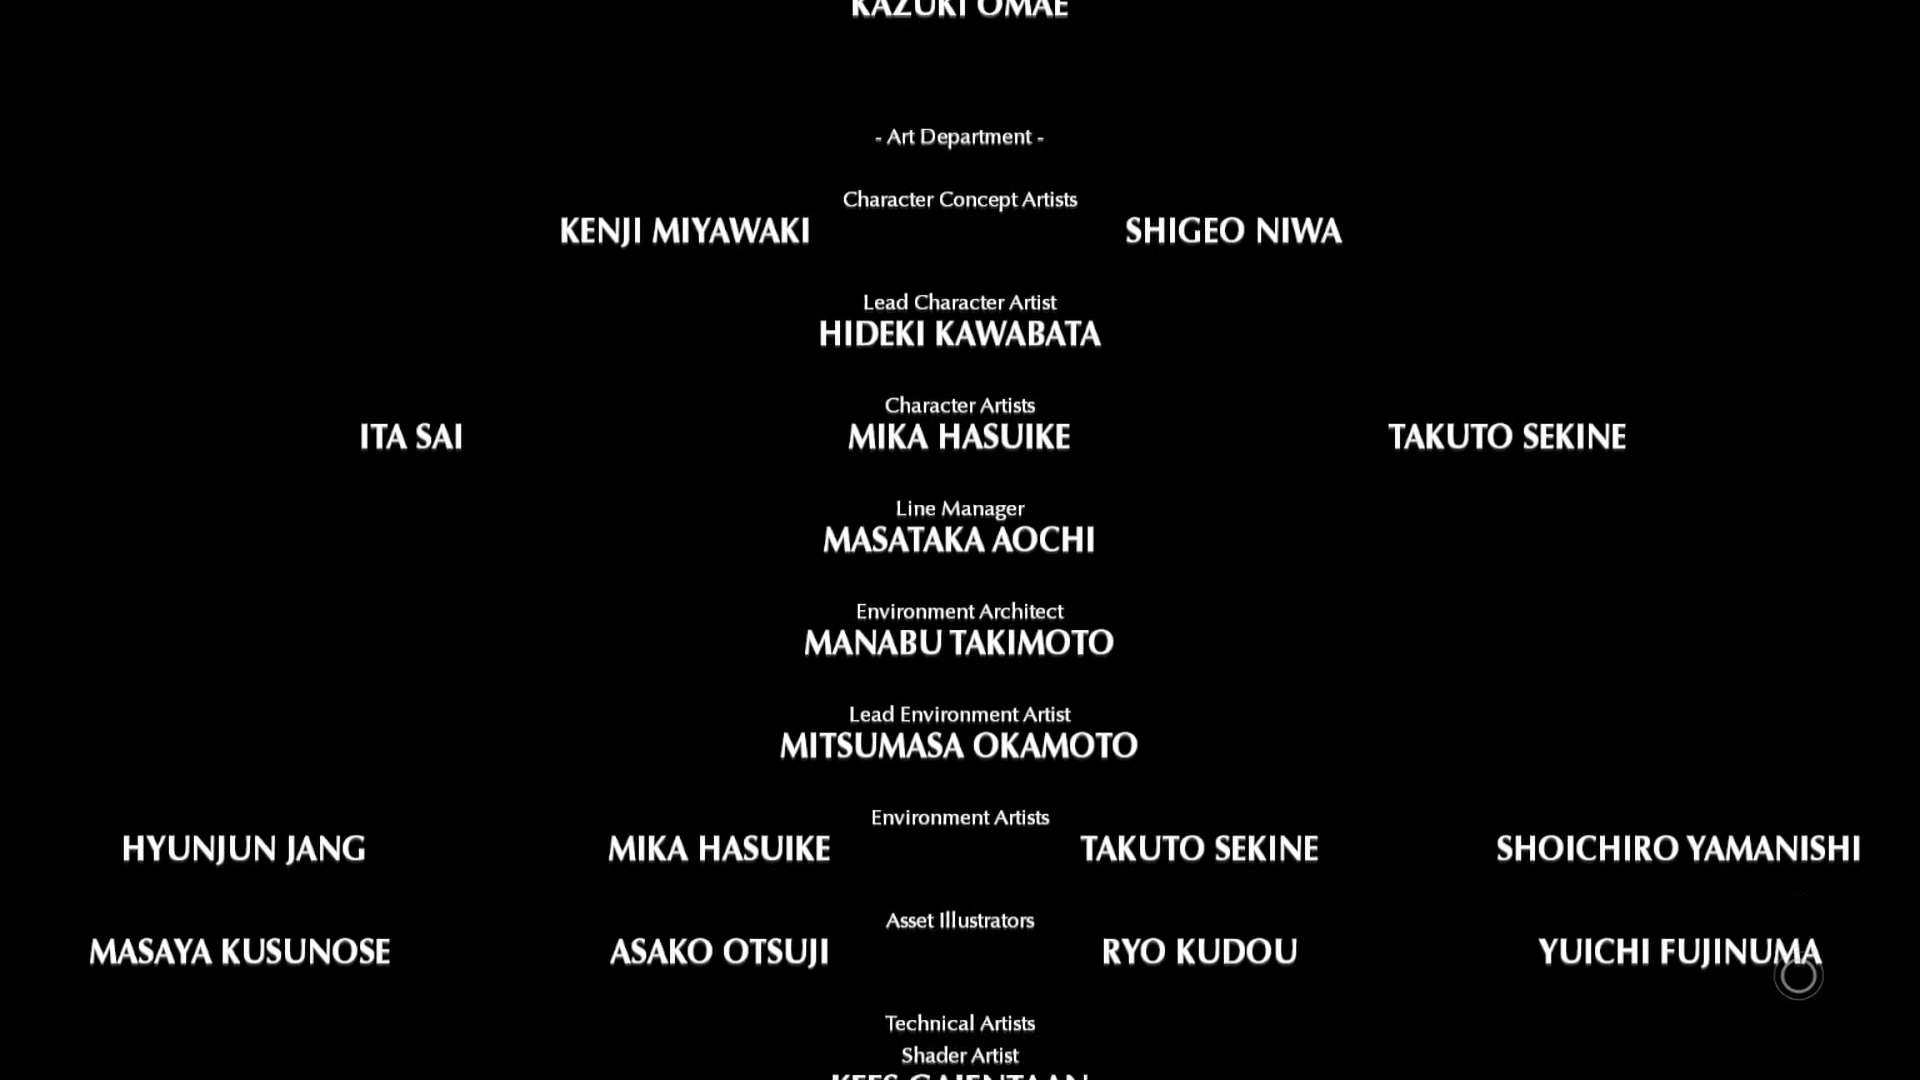 KAZUKI OMAE
- Art Department -
Character Concept Artists
KENJI MIYAWAKI SHIGEO NIWA
Lead Character Artist
HIDEKI KAWABATA
Character Artists
ITA SAI MIKA HASUIKE TAKUTO SEKINE
Line Manager
MASATAKA AOCHI
Environment Architect
MANABU TAKIMOTO
Lead Environment Artist
MITSUMASA OKAMOTO
Environment Artists
HYUNJUN JANG MIKA HASUIKE TAKUTO SEKINE SHOICHIRO YAMANISHI
Asset Illustrators
MASAYA KUSUNOSE ASAKO OTSUJI RYO KUDOU YUICHI FUJINUMA
Technical Artists
Shader Artist